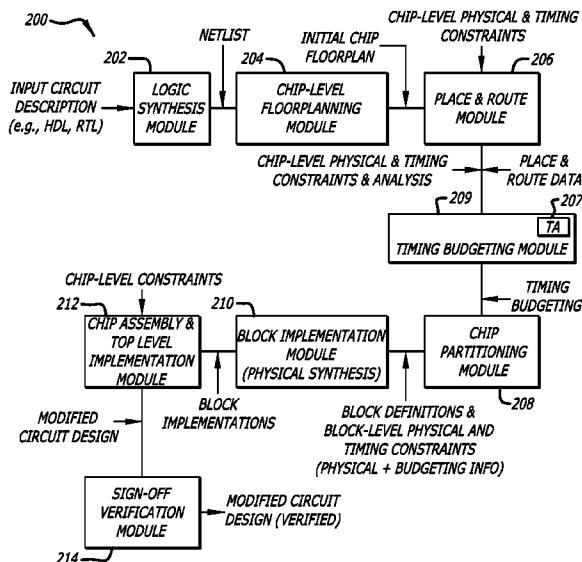 200
202
NETLIST
204
INITIAL CHIP
FLOORPLAN
CHIP-LEVEL PHYSICAL & TIMING
CONSTRAINTS
206
INPUT CIRCUIT
DESCRIPTION
(e.g., HDL, RTL)
LOGIC
SYNTHESIS
MODULE
CHIP-LEVEL
FLOORPLANNING
MODULE
PLACE & ROUTE
MODULE
CHIP-LEVEL PHYSICAL & TIMING
CONSTRAINTS & ANALYSIS
PLACE &
ROUTE DATA
209
207
TA
TIMING BUDGETING MODULE
CHIP-LEVEL CONSTRAINTS
TIMING
BUDGETING
212
CHIP ASSEMBLY &
TOP LEVEL
IMPLEMENTATION
MODULE
210
BLOCK IMPLEMENTATION
MODULE
(PHYSICAL SYNTHESIS)
CHIP
PARTITIONING
MODULE
208
BLOCK
IMPLEMENTATIONS
MODIFIED
CIRCUIT DESIGN
BLOCK DEFINITIONS &
BLOCK-LEVEL PHYSICAL AND
TIMING CONSTRAINTS
(PHYSICAL + BUDGETING INFO)
SIGN-OFF
VERIFICATION
MODULE
MODIFIED CIRCUIT
DESIGN (VERIFIED)
214